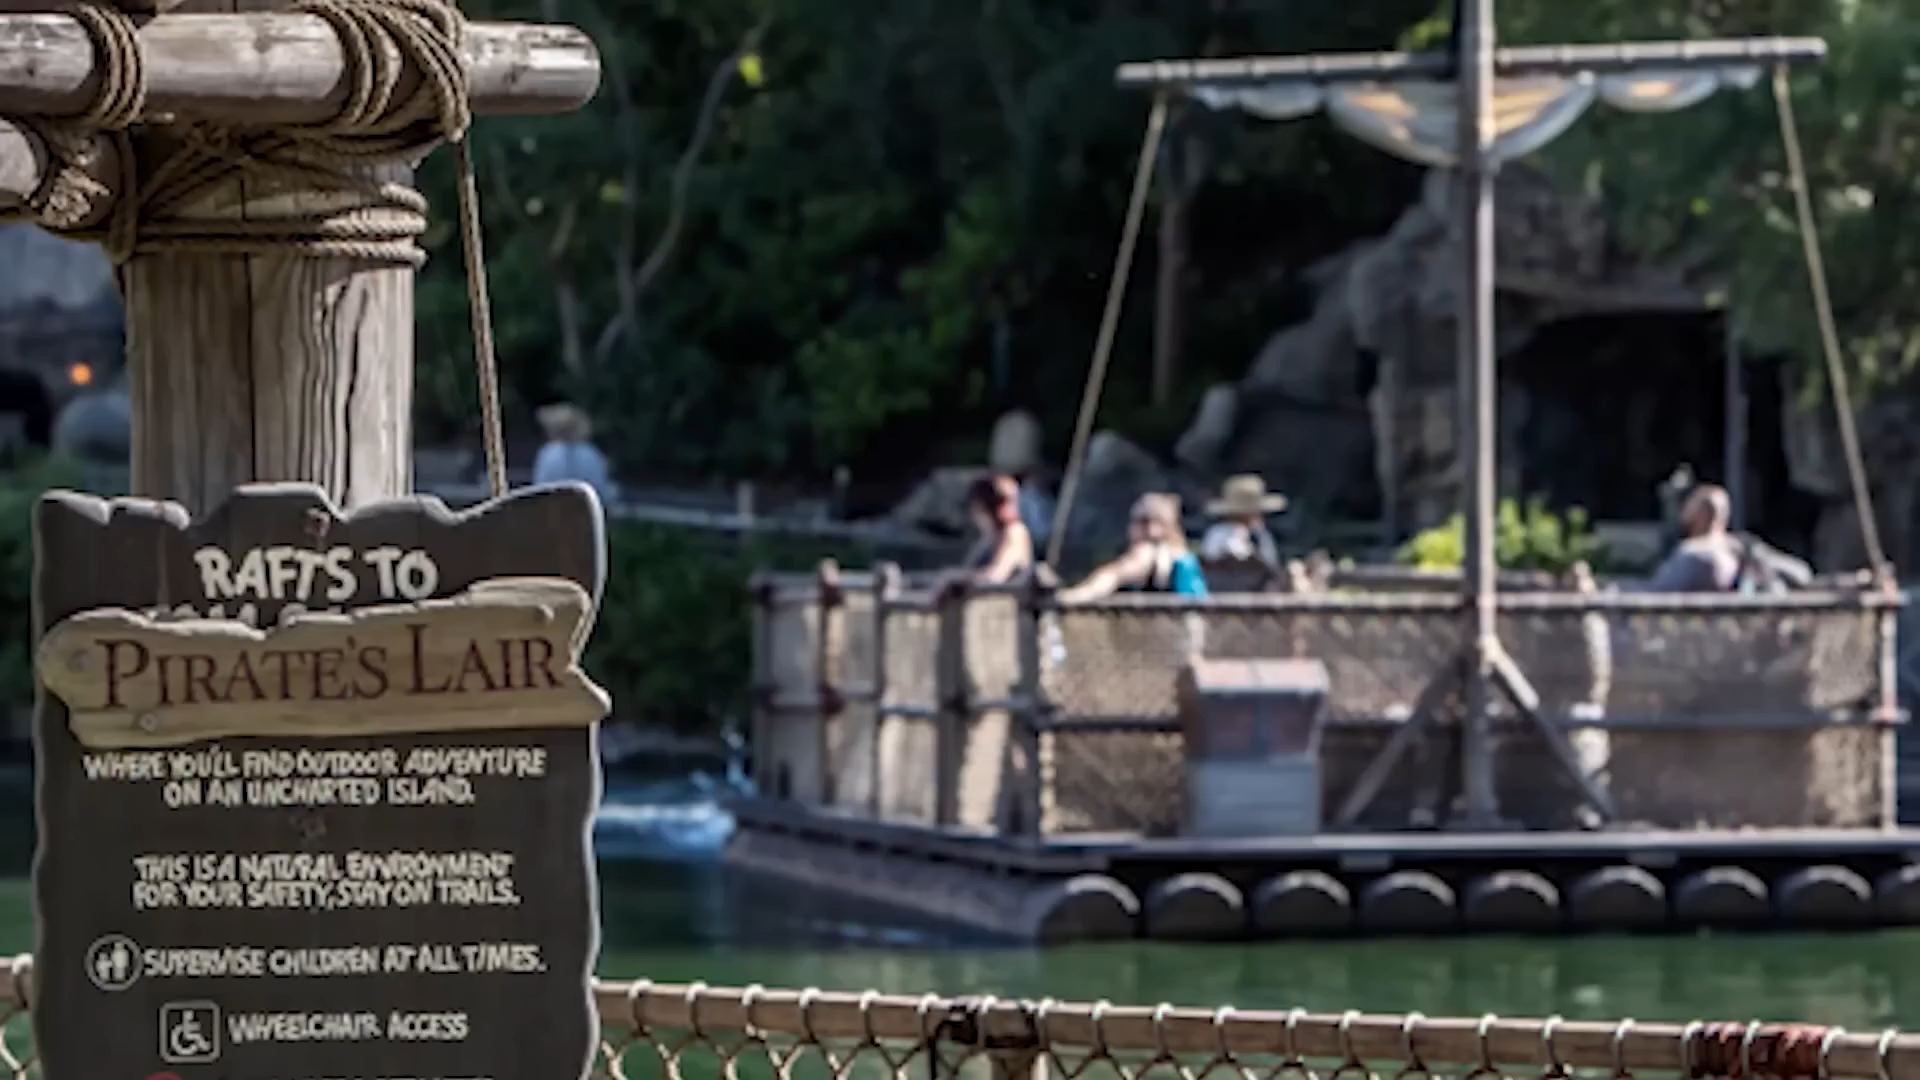 RAFTS TO
PIRATE'S LAIR
WHERE YOU'LL FIND OUTDOOR ADVENTURE
ON AN UNCHARTED ISLAND.
THIS IS A NATURAL ENVIRONMENT
FOR YOUR SAFETY, STAY ON TRAILS.
SUPERVISE CHILDREN AT ALL TIMES.
WHEELCHAIR ACCESS